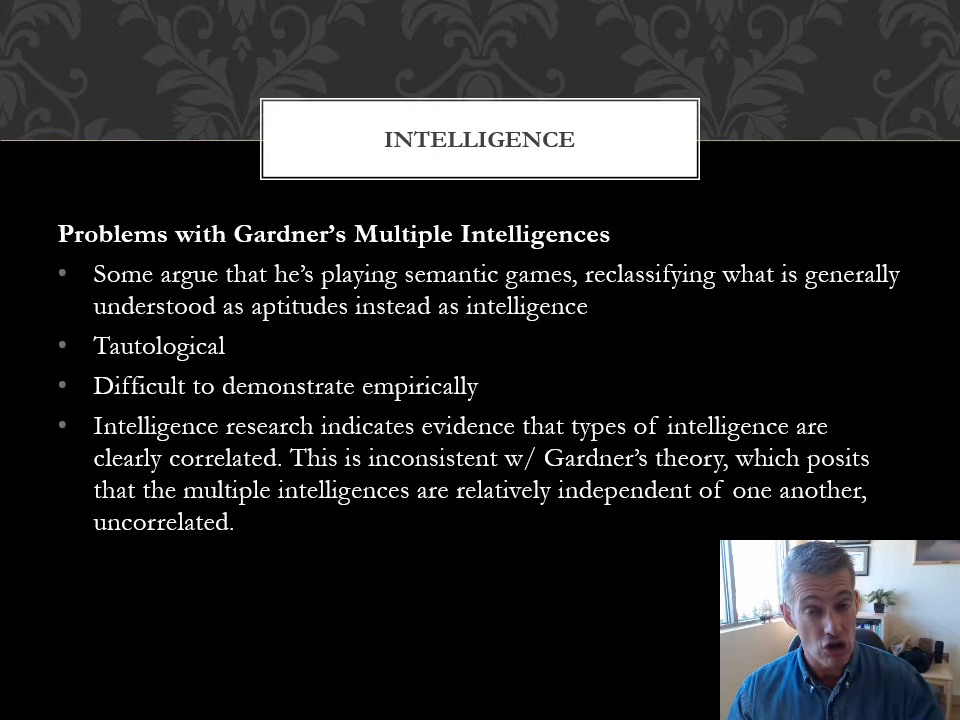 INTELLIGENCE
Problems with Gardner's Multiple Intelligences
• Some argue that he's playing semantic games, reclassifying what is generally
understood as aptitudes instead as intelligence
• Tautological
• Difficult to demonstrate empirically
• Intelligence research indicates evidence that types of intelligence are
clearly correlated. This is inconsistent w/ Gardner's theory, which posits
that the multiple intelligences are relatively independent of one another,
uncorrelated.